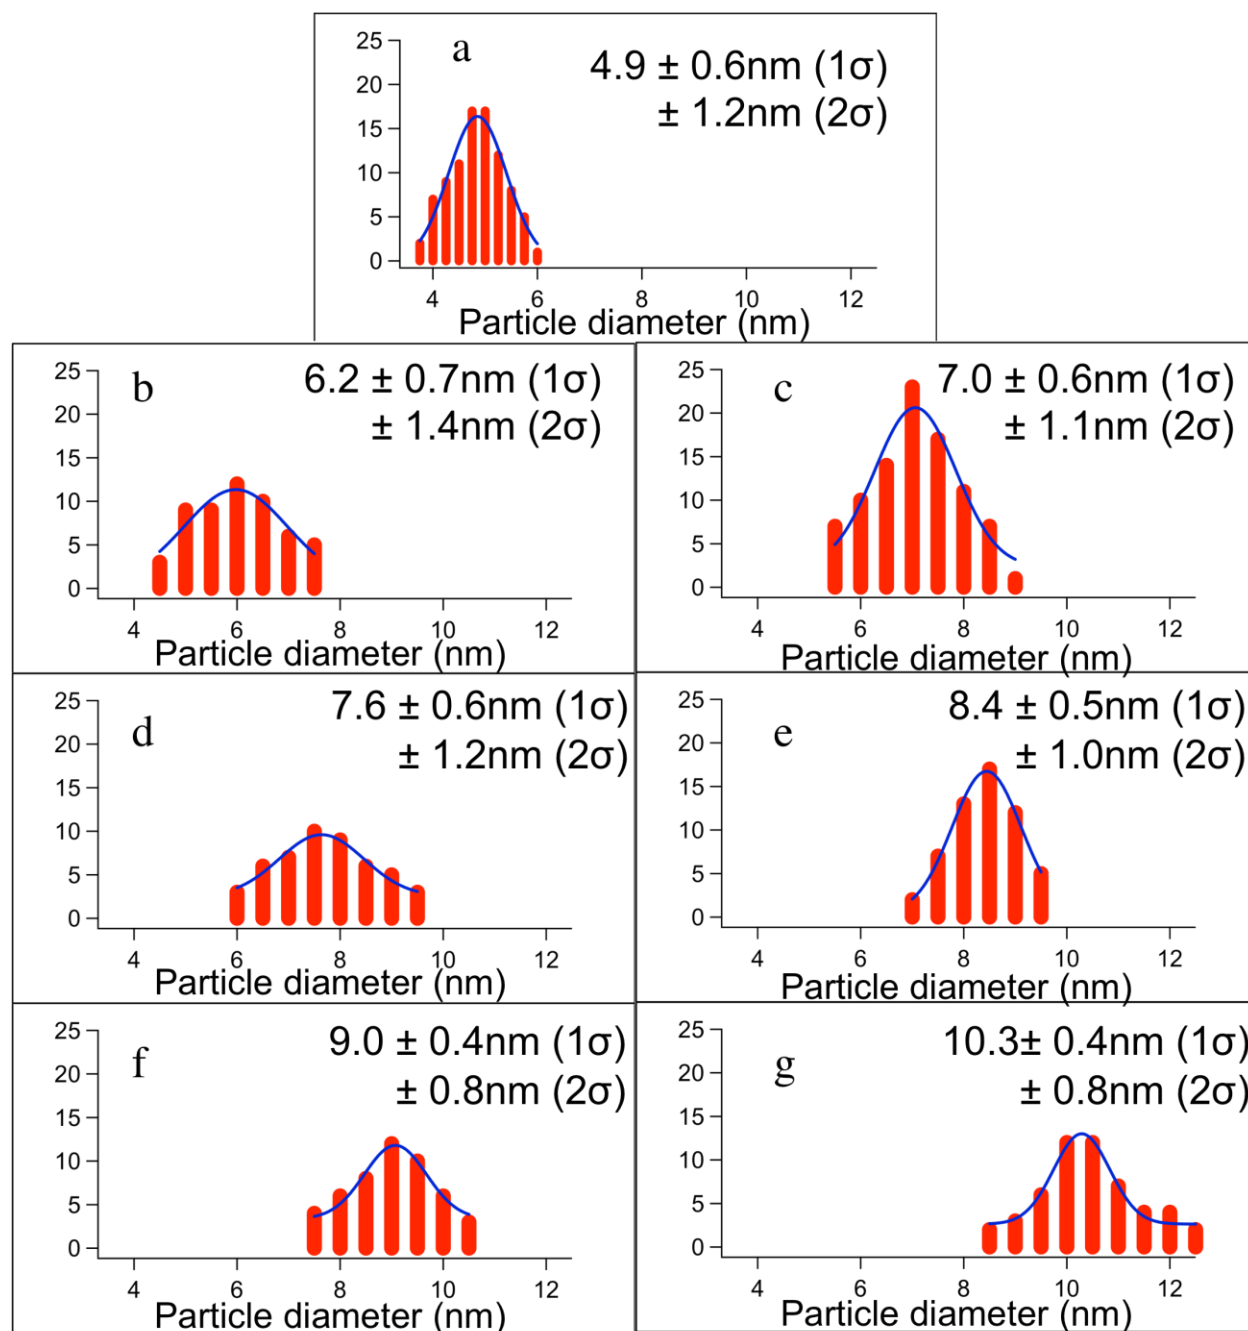 a
4.9 ± 0.6nm (1σ)
± 1.2nm (2σ)
25
20
15
10
5
0
4 6 8 10 12
Particle diameter (nm)
b
6.2 ± 0.7nm (1σ)
± 1.4nm (2σ)
25
20
15
10
5
0
4 6 8 10 12
Particle diameter (nm)
c
7.0 ± 0.6nm (1σ)
± 1.1nm (2σ)
25
20
15
10
5
0
4 6 8 10 12
Particle diameter (nm)
d
7.6 ± 0.6nm (1σ)
± 1.2nm (2σ)
25
20
15
10
5
0
4 6 8 10 12
Particle diameter (nm)
e
8.4 ± 0.5nm (1σ)
± 1.0nm (2σ)
25
20
15
10
5
0
4 6 8 10 12
Particle diameter (nm)
f
9.0 ± 0.4nm (1σ)
± 0.8nm (2σ)
25
20
15
10
5
0
4 6 8 10 12
Particle diameter (nm)
g
10.3± 0.4nm (1σ)
± 0.8nm (2σ)
25
20
15
10
5
0
4 6 8 10 12
Particle diameter (nm)